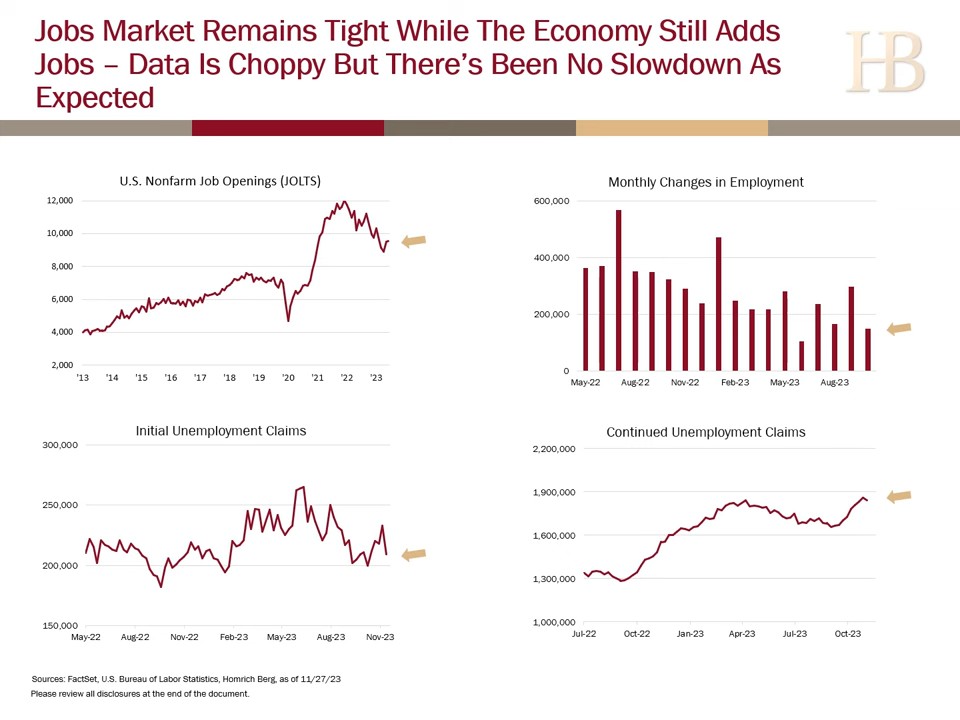 Jobs Market Remains Tight While The Economy Still Adds
Jobs – Data Is Choppy But There's Been No Slowdown As
Expected
HB
U.S. Nonfarm Job Openings (JOLTS)
12,000
10,000
8,000
6,000
4,000
2,000
'13 '14 '15 '16 '17 '18 '19 '20 '21 '22 '23
Monthly Changes in Employment
600,000
400,000
200,000
0
May-22 Aug-22 Nov-22 Feb-23 May-23 Aug-23
Initial Unemployment Claims
300,000
250,000
200,000
150,000
May-22 Aug-22 Nov-22 Feb-23 May-23 Aug-23 Nov-23
Continued Unemployment Claims
2,200,000
1,900,000
1,600,000
1,300,000
1,000,000
Jul-22 Oct-22 Jan-23 Apr-23 Jul-23 Oct-23
Sources: FactSet, U.S. Bureau of Labor Statistics, Homrich Berg, as of 11/27/23
Please review all disclosures at the end of the document.